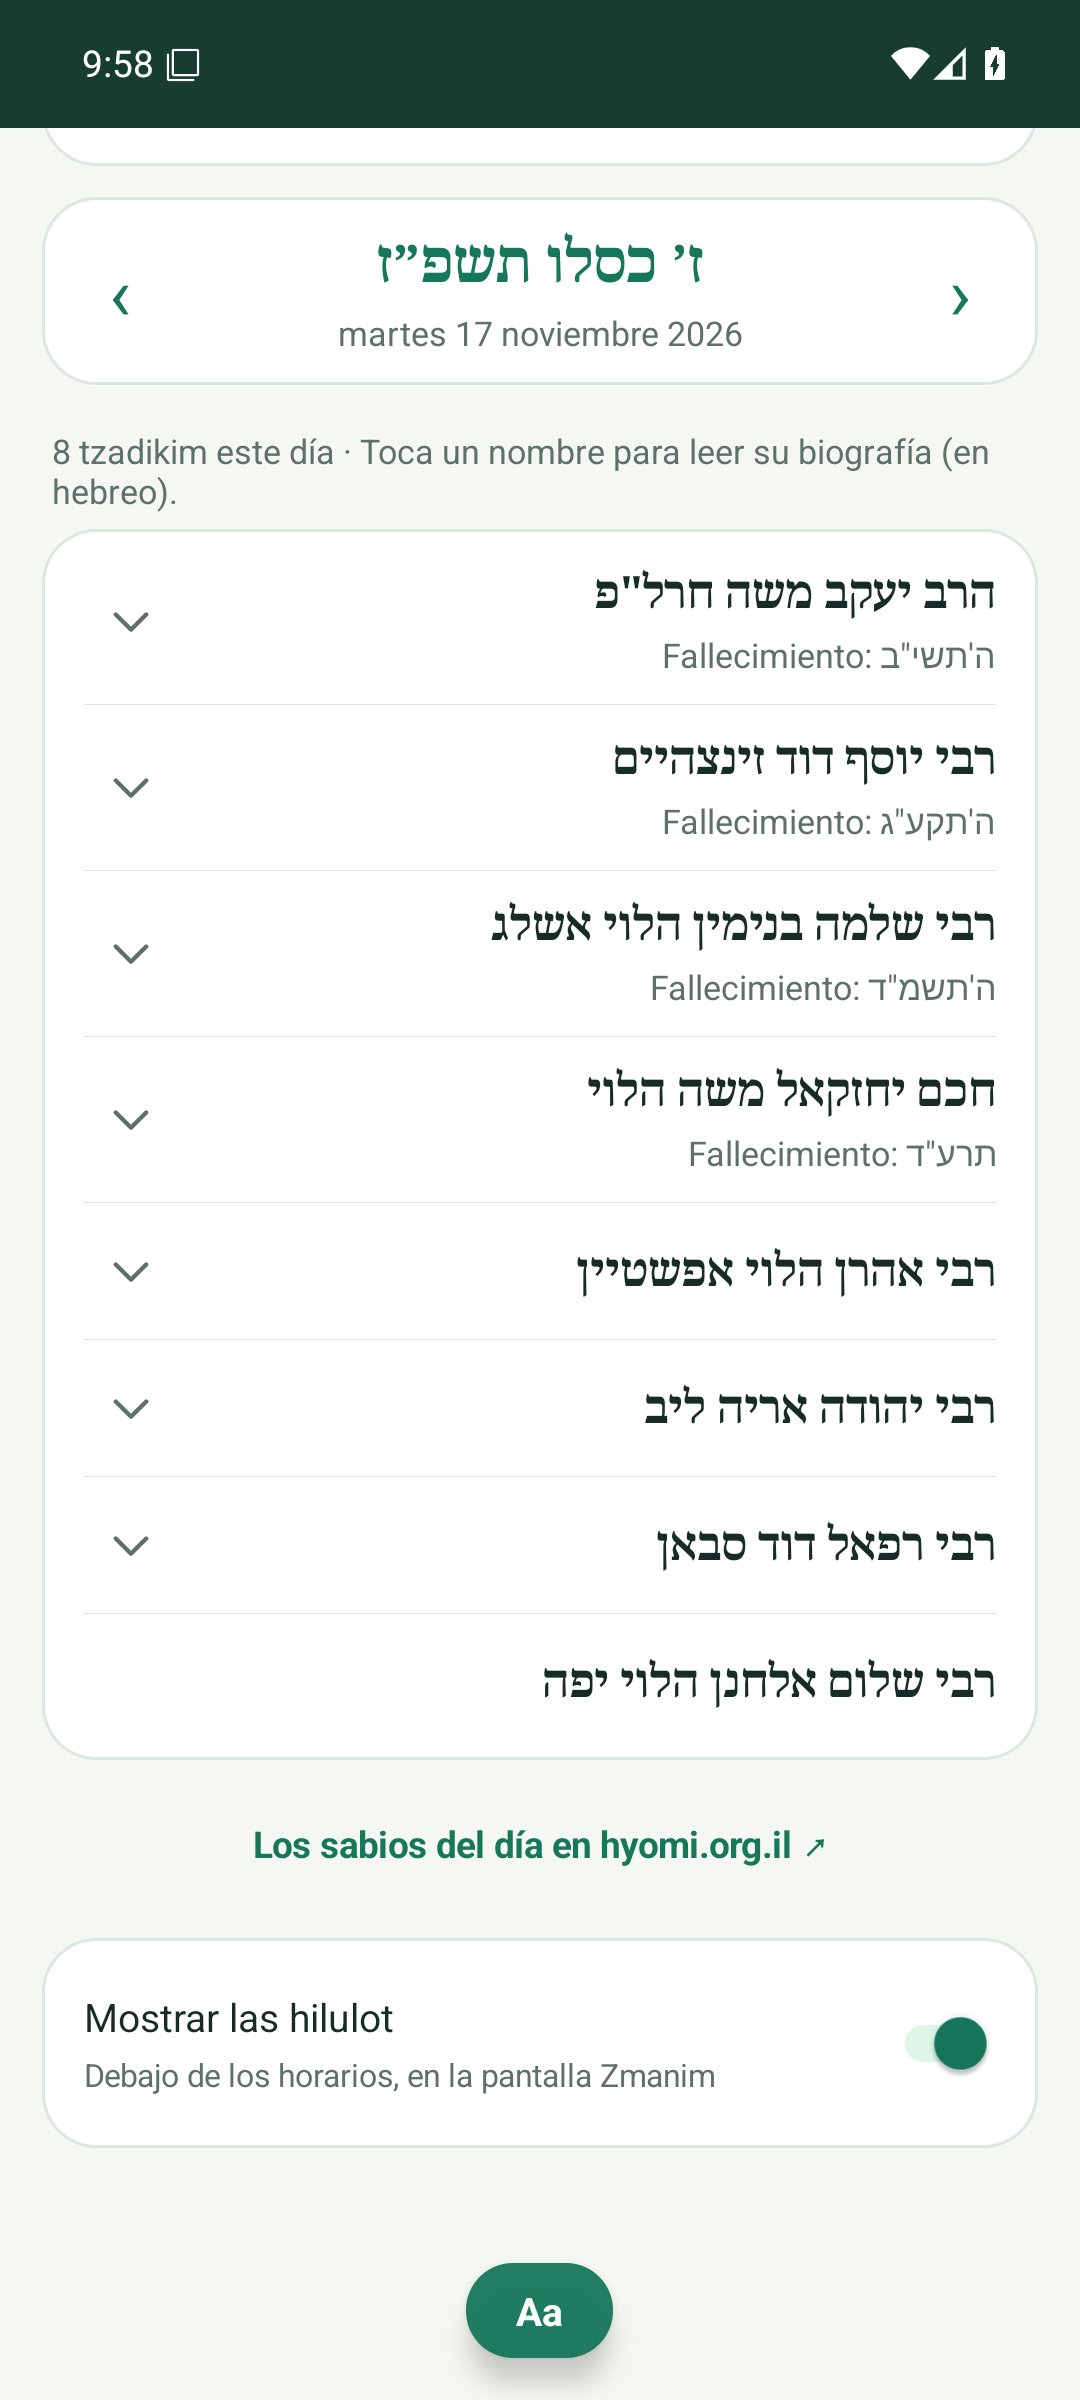 9:58
ז׳ כסלו תשפ״ז
martes 17 noviembre 2026
8 tzadikim este día · Toca un nombre para leer su biografía (en
hebreo).
הרב יעקב משה חרל"פ
Fallecimiento: ה'תשי"ב
רבי יוסף דוד זינצהיים
Fallecimiento: ה'תקע"ג
רבי שלמה בנימין הלוי אשלג
Fallecimiento: ה'תשמ"ד
חכם יחזקאל משה הלוי
Fallecimiento: תרע"ד
רבי אהרן הלוי אפשטיין
רבי יהודה אריה ליב
רבי רפאל דוד סבאן
רבי שלום אלחנן הלוי יפה
Los sabios del día en hyomi.org.il ↗
Mostrar las hilulot
Debajo de los horarios, en la pantalla Zmanim
Aa